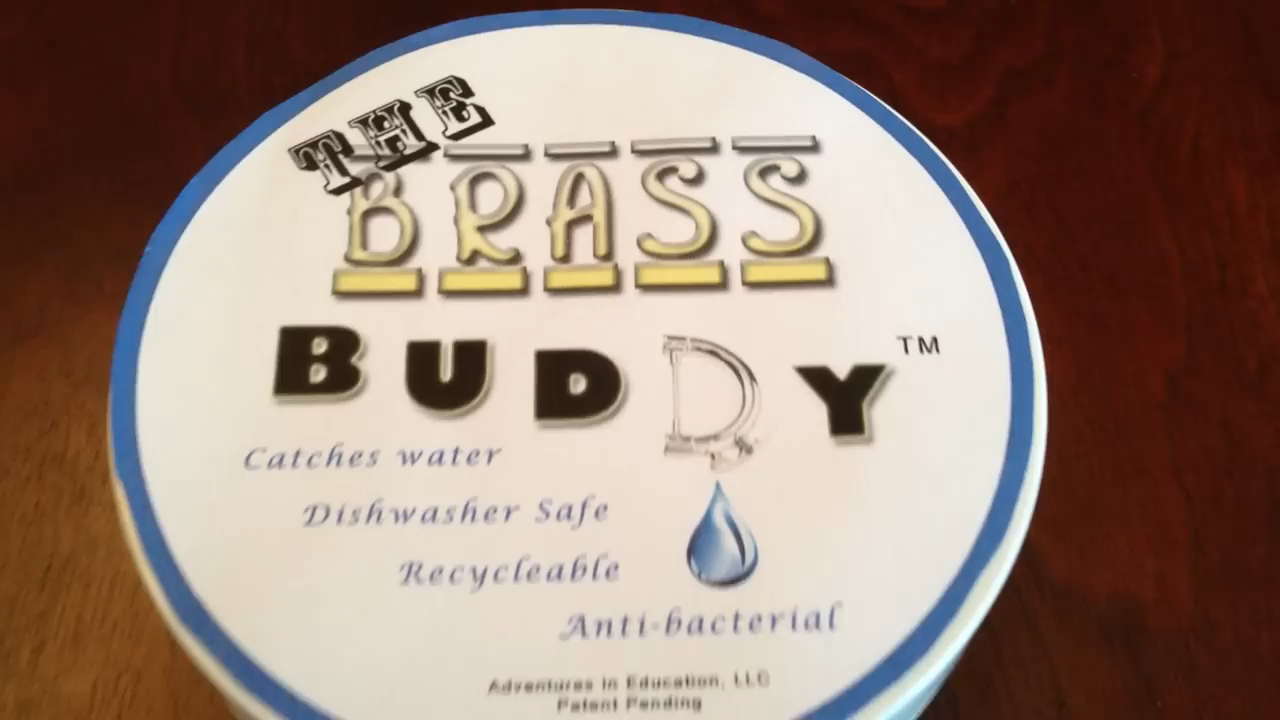 THE
BRASS
BUDDY™
Catches water
Dishwasher Safe
Recycleable
Anti-bacterial
Adventures in Education, LLC
Patent Pending